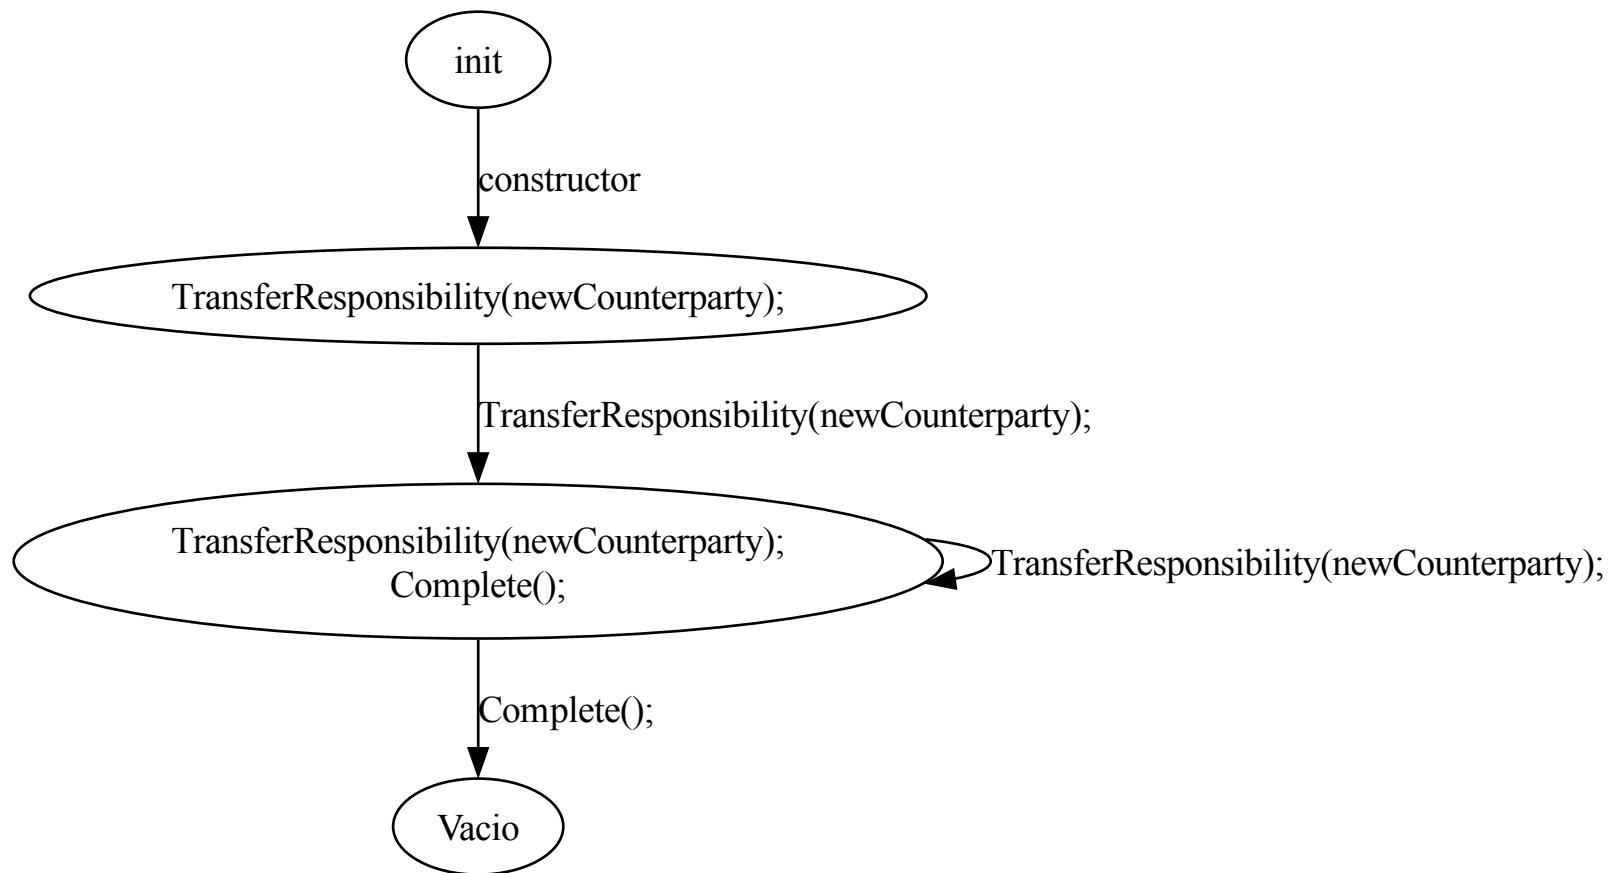 init
constructor
TransferResponsibility(newCounterparty);
TransferResponsibility(newCounterparty);
TransferResponsibility(newCounterparty);
Complete();
TransferResponsibility(newCounterparty);
Complete();
Vacio